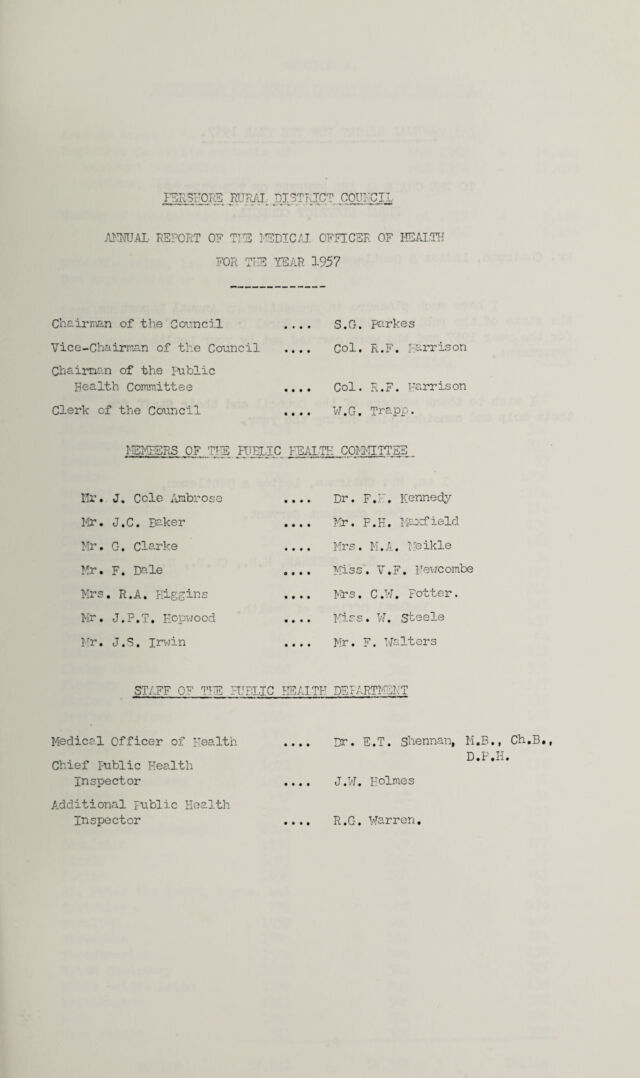 PERSHORE RURAL DISTRICT COUNCIL
ANNUAL REPORT OF THE MEDICAL OFFICER OF HEALTH
FOR THE YEAR 1957
Chairman of the Council .... S.G. Parkes
Vice-Chairman of the Council .... Col. R.F. Harrison
Chairman of the Public
Health Committee .... Col. R.F. Harrison
Clerk of the Council .... W.G. Trapp.
MEMBERS OF THE PUBLIC HEALTH COMMITTEE
Mr. J. Cole Ambrose .... Dr. F.H. Kennedy
Mr. J.C. Baker .... Mr. P.H. Maxfield
Mr. G. Clarke .... Mrs. M.A. Meikle
Mr. F. Dale .... Miss. V.F. Newcombe
Mrs. R.A. Higgins .... Mrs. C.W. Potter.
Mr. J.P.T. Hopwood .... Miss. W. Steele
Mr. J.S. Irwin .... Mr. F. Walters
STAFF OF THE PUBLIC HEALTH DEPARTMENT
Medical Officer of Health .... Dr. E.T. Shennan, M.B., Ch.B.,
D.P.H.
Chief Public Health
Inspector .... J.W. Holmes
Additional Public Health
Inspector .... R.G. Warren.